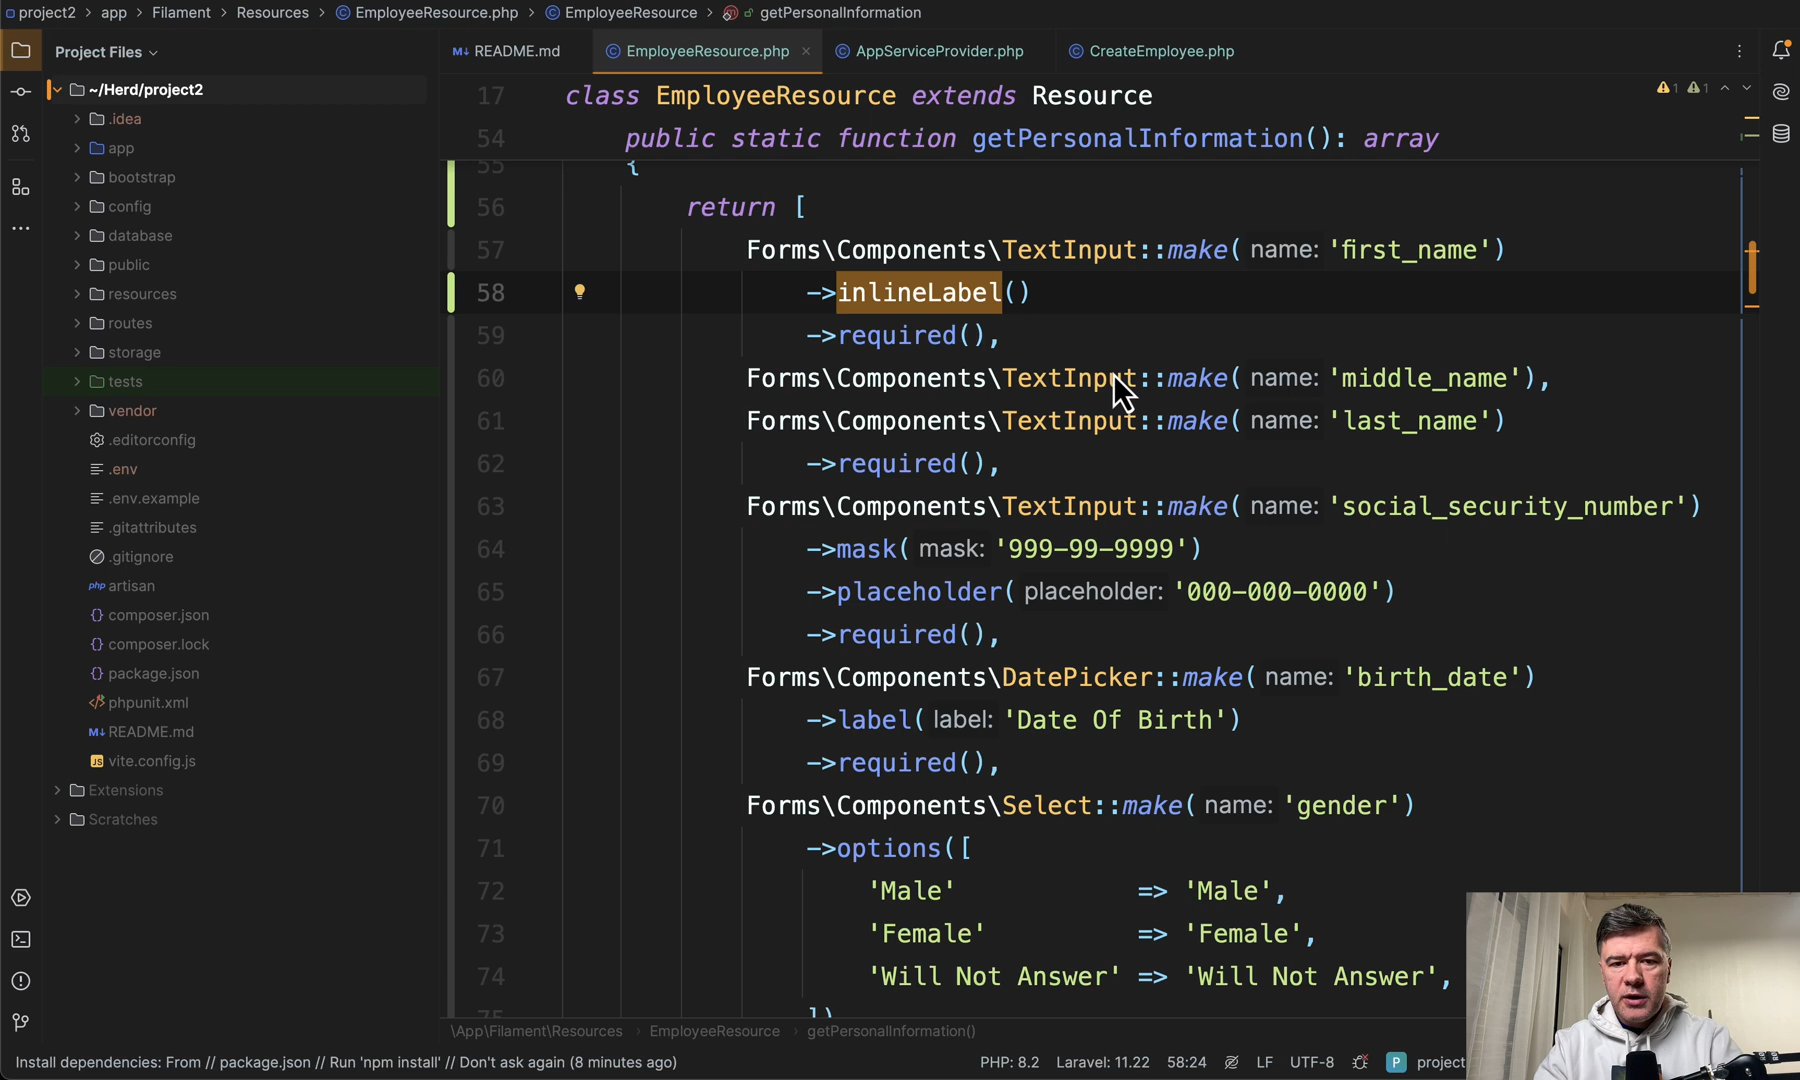 project2 › app › Filament › Resources › EmployeeResource.php › EmployeeResource › getPersonalInformation
Project Files
README.md
EmployeeResource.php
AppServiceProvider.php
CreateEmployee.php
~/Herd/project2
.idea
app
bootstrap
config
database
public
resources
routes
storage
tests
vendor
.editorconfig
.env
.env.example
.gitattributes
.gitignore
php artisan
composer.json
composer.lock
package.json
phpunit.xml
README.md
vite.config.js
Extensions
Scratches
1 1
17 class EmployeeResource extends Resource
54 public static function getPersonalInformation(): array
55 {
56 return [
57 Forms\Components\TextInput::make( name: 'first_name')
58 ->inlineLabel()
59 ->required(),
60 Forms\Components\TextInput::make( name: 'middle_name'),
61 Forms\Components\TextInput::make( name: 'last_name')
62 ->required(),
63 Forms\Components\TextInput::make( name: 'social_security_number')
64 ->mask( mask: '999-99-9999')
65 ->placeholder( placeholder: '000-000-0000')
66 ->required(),
67 Forms\Components\DatePicker::make( name: 'birth_date')
68 ->label( label: 'Date Of Birth')
69 ->required(),
70 Forms\Components\Select::make( name: 'gender')
71 ->options([
72 'Male' => 'Male',
73 'Female' => 'Female',
74 'Will Not Answer' => 'Will Not Answer',
75 ])
\App\Filament\Resources › EmployeeResource › getPersonalInformation()
Install dependencies: From // package.json // Run 'npm install' // Don't ask again (8 minutes ago)
PHP: 8.2 Laravel: 11.22 58:24 LF UTF-8 P project